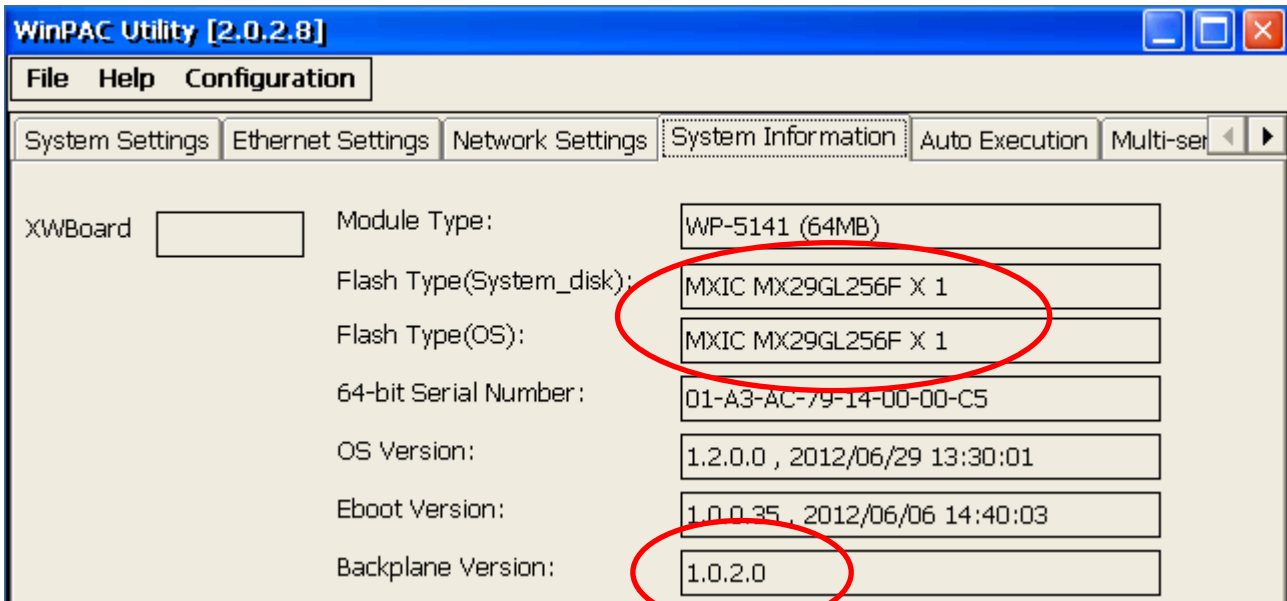 WinPAC Utility [2.0.2.8]
File Help Configuration
System Settings Ethernet Settings Network Settings System Information Auto Execution Multi-ser
XWBoard
Module Type: WP-5141 (64MB)
Flash Type(System_disk): MXIC MX29GL256F X 1
Flash Type(OS): MXIC MX29GL256F X 1
64-bit Serial Number: 01-A3-AC-79-14-00-00-C5
OS Version: 1.2.0.0 , 2012/06/29 13:30:01
Eboot Version: 1.0.0.35 , 2012/06/06 14:40:03
Backplane Version: 1.0.2.0